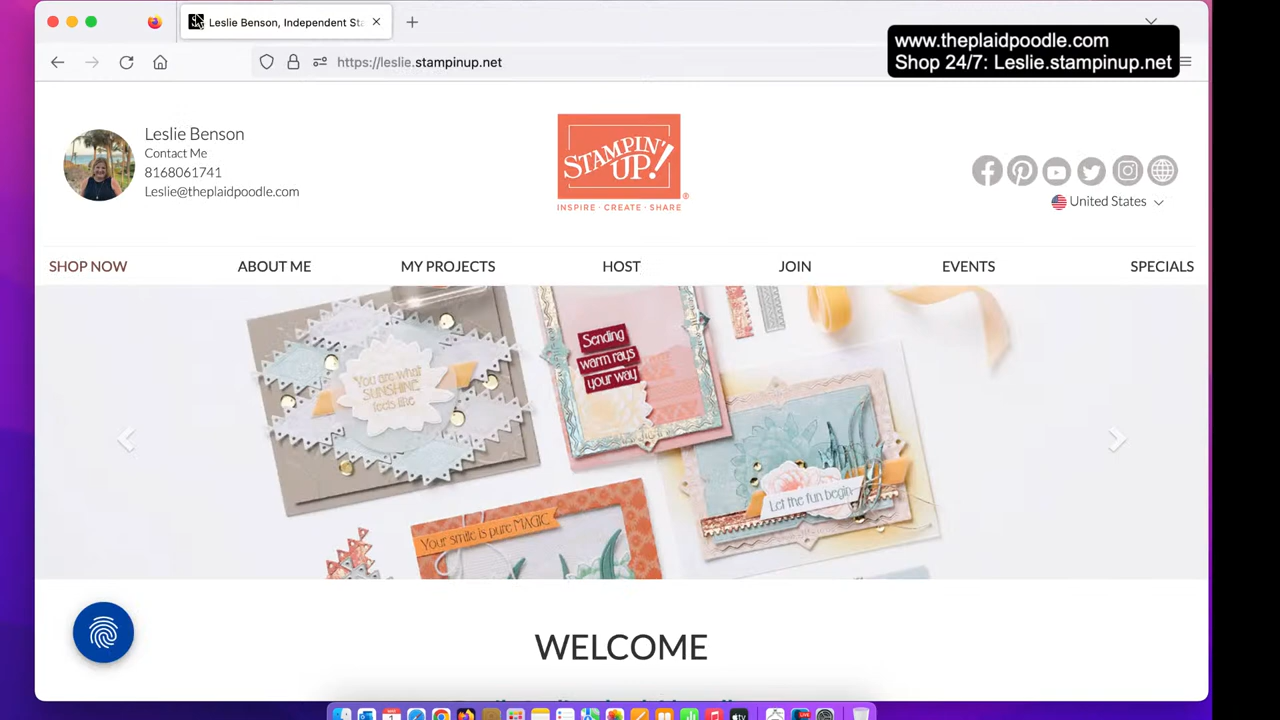 Leslie Benson, Independent St
https://leslie.stampinup.net
www.theplaidpoodle.com
Shop 24/7: Leslie.stampinup.net
Leslie Benson
Contact Me
8168061741
Leslie@theplaidpoodle.com
STAMPIN' UP!®
INSPIRE · CREATE · SHARE
United States
SHOP NOW
ABOUT ME
MY PROJECTS
HOST
JOIN
EVENTS
SPECIALS
You are what
SUNSHINE
feels like
Sending
warm rays
your way
Let the fun begin
Your smile is pure MAGIC
WELCOME